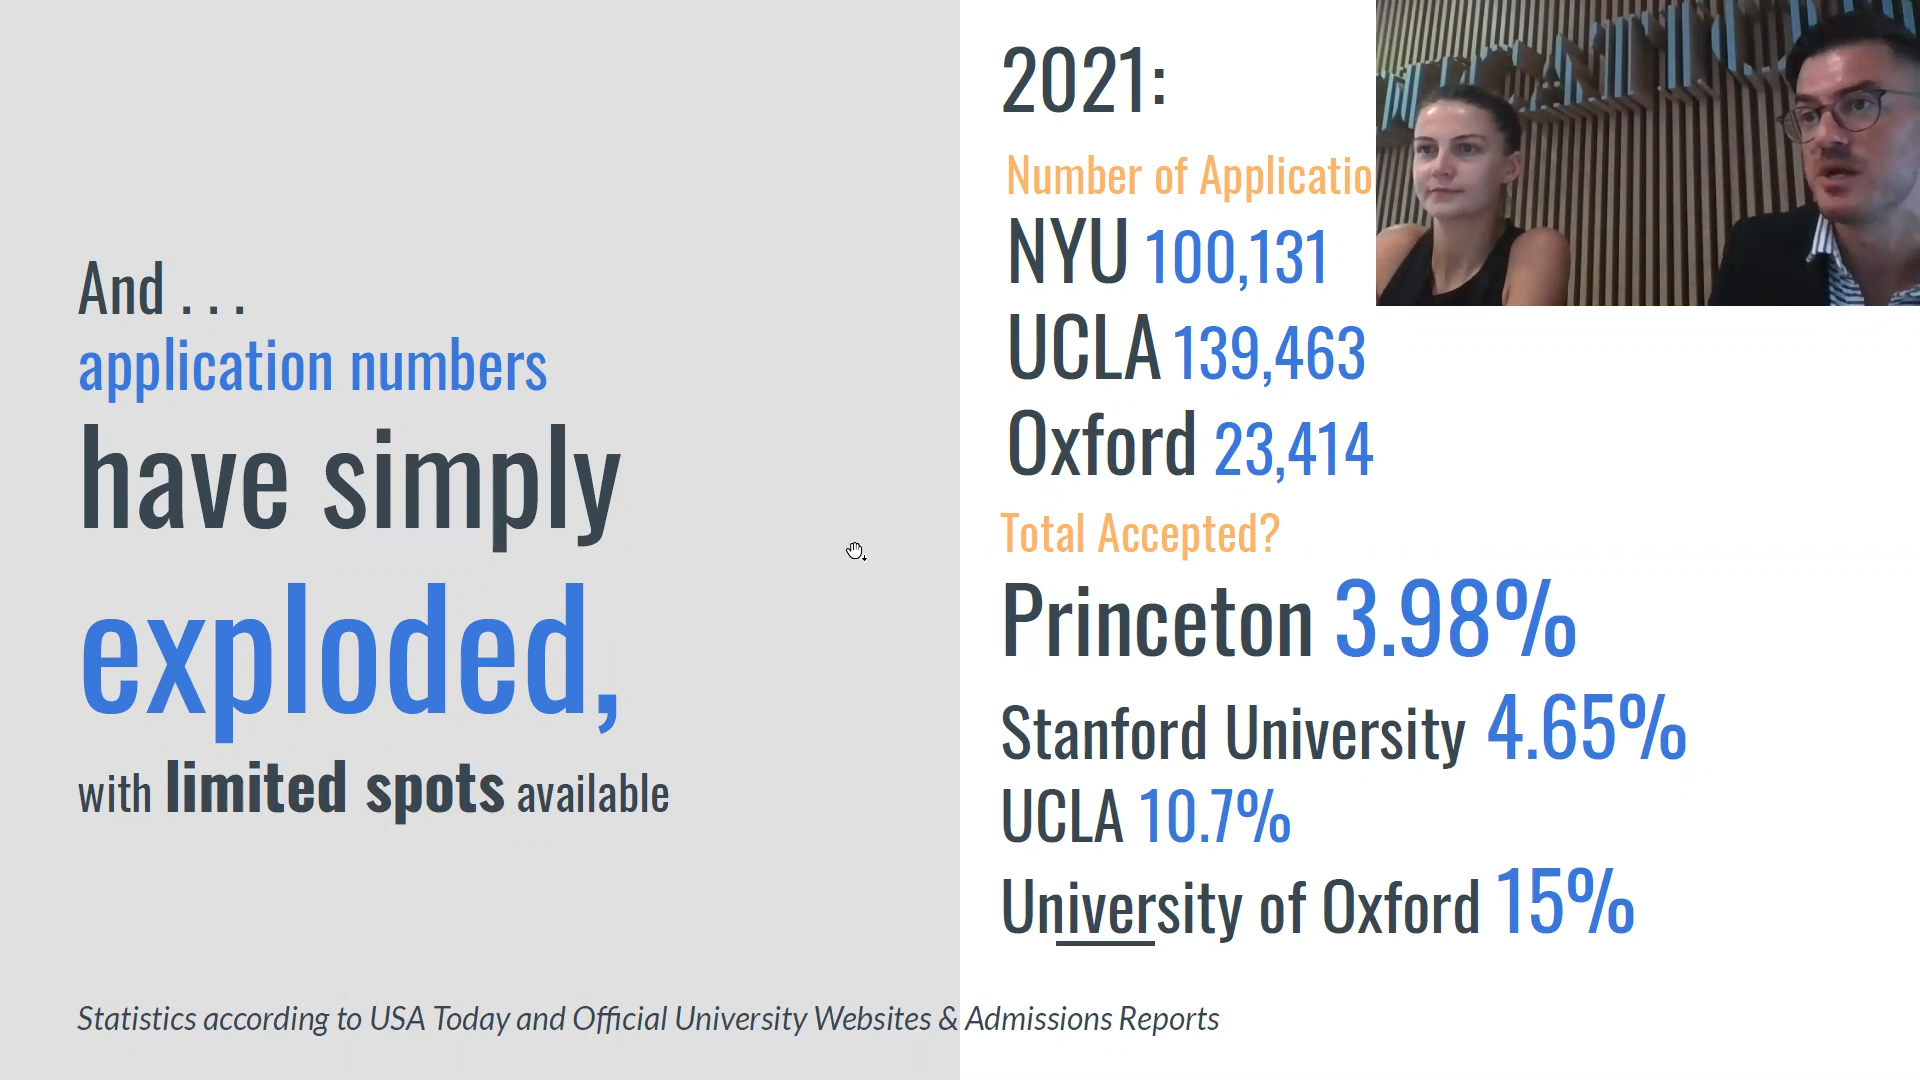 And . . .
application numbers
have simply
exploded,
with limited spots available
2021:
Number of Applicatio
NYU 100,131
UCLA 139,463
Oxford 23,414
Total Accepted?
Princeton 3.98%
Stanford University 4.65%
UCLA 10.7%
University of Oxford 15%
Statistics according to USA Today and Official University Websites & Admissions Reports